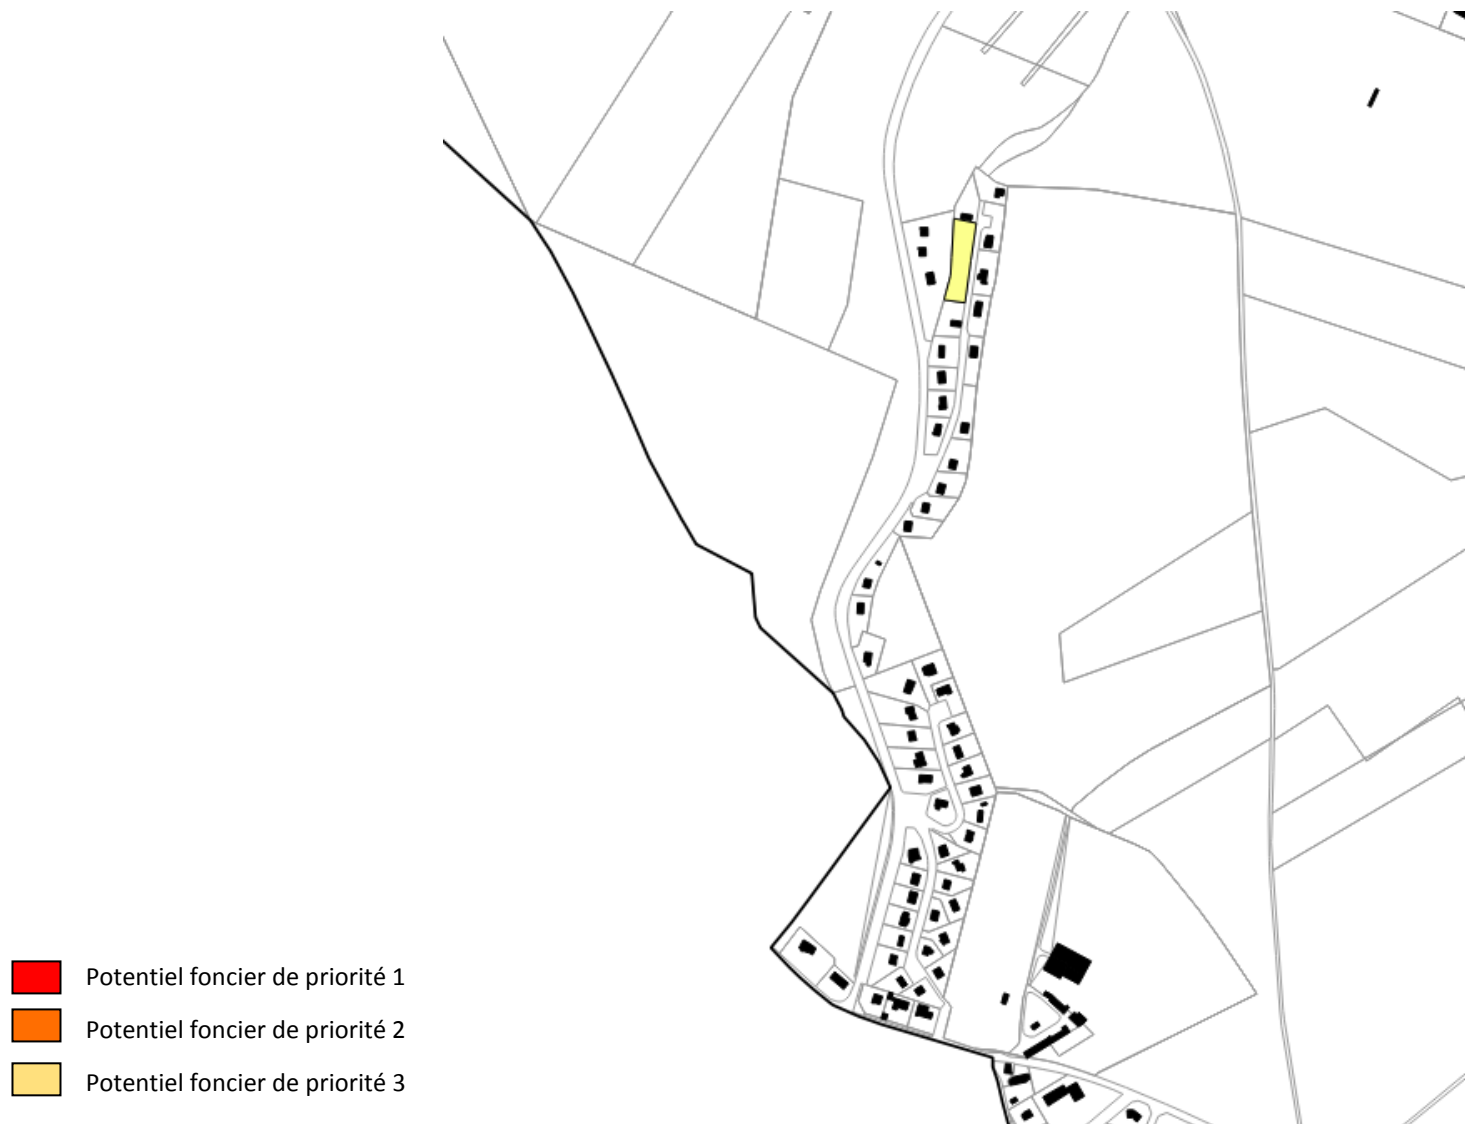 Potentiel foncier de priorité 1
Potentiel foncier de priorité 2
Potentiel foncier de priorité 3